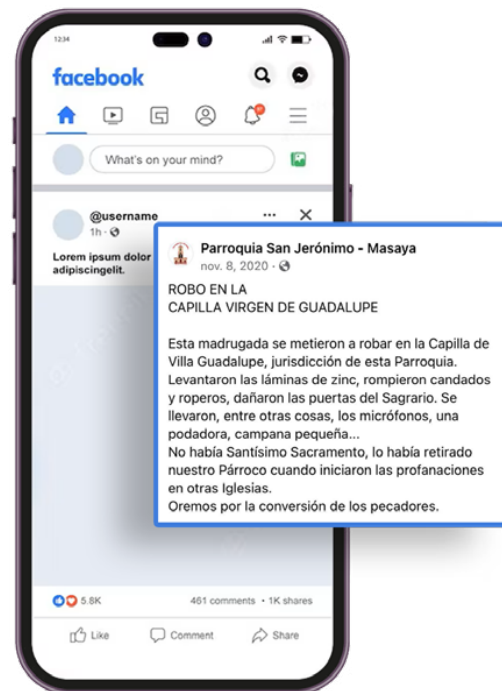 12:34
facebook
What's on your mind?
@username
1h ·
Lorem ipsum dolor
adipiscingelit.
Parroquia San Jerónimo - Masaya
nov. 8, 2020 ·
ROBO EN LA
CAPILLA VIRGEN DE GUADALUPE
Esta madrugada se metieron a robar en la Capilla de
Villa Guadalupe, jurisdicción de esta Parroquia.
Levantaron las láminas de zinc, rompieron candados
y roperos, dañaron las puertas del Sagrario. Se
llevaron, entre otras cosas, los micrófonos, una
podadora, campana pequeña...
No había Santísimo Sacramento, lo había retirado
nuestro Párroco cuando iniciaron las profanaciones
en otras Iglesias.
Oremos por la conversión de los pecadores.
5.8K 461 comments • 1K shares
Like Comment Share